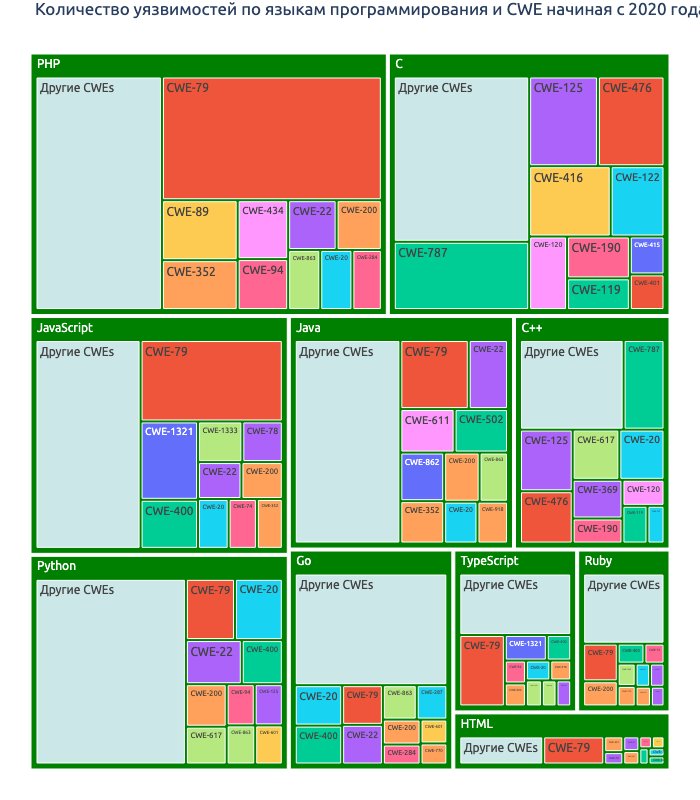 Количество уязвимостей по языкам программирования и CWE начиная с 2020 года
PHP
Другие CWEs
CWE-79
CWE-89
CWE-434
CWE-22
CWE-200
CWE-352
CWE-94
CWE-863
CWE-20
CWE-284
C
Другие CWEs
CWE-125
CWE-476
CWE-416
CWE-122
CWE-787
CWE-120
CWE-190
CWE-415
CWE-119
CWE-401
JavaScript
Другие CWEs
CWE-79
CWE-1321
CWE-1333
CWE-78
CWE-22
CWE-200
CWE-400
CWE-20
CWE-74
Java
Другие CWEs
CWE-79
CWE-22
CWE-611
CWE-502
CWE-862
CWE-200
CWE-863
CWE-352
CWE-20
CWE-918
C++
Другие CWEs
CWE-787
CWE-125
CWE-617
CWE-20
CWE-369
CWE-120
CWE-476
CWE-190
Python
Другие CWEs
CWE-79
CWE-20
CWE-22
CWE-400
CWE-200
CWE-94
CWE-617
CWE-863
CWE-601
Go
Другие CWEs
CWE-20
CWE-79
CWE-863
CWE-287
CWE-400
CWE-22
CWE-200
CWE-601
CWE-284
CWE-770
TypeScript
Другие CWEs
CWE-79
CWE-1321
Ruby
Другие CWEs
CWE-79
CWE-200
HTML
Другие CWEs
CWE-79